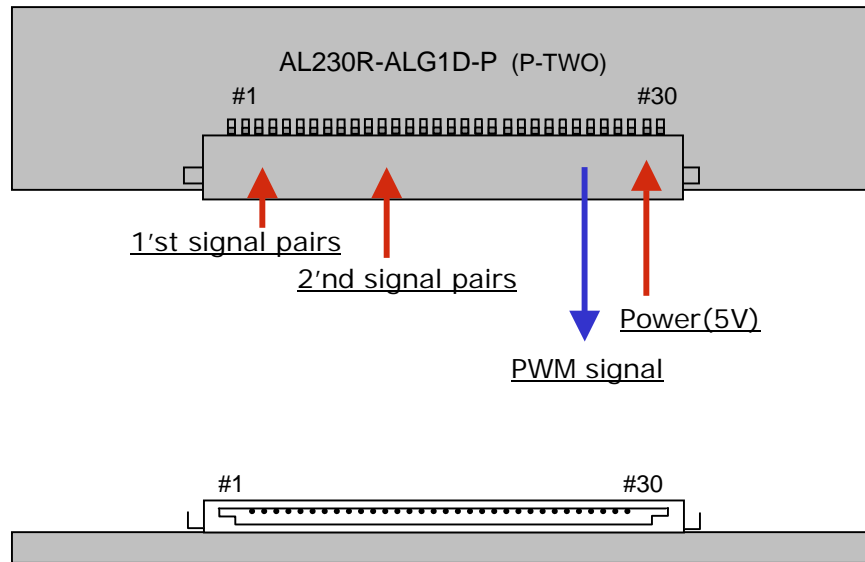 AL230R-ALG1D-P (P-TWO)
#1 #30
1'st signal pairs
2'nd signal pairs
Power(5V)
PWM signal
#1 #30